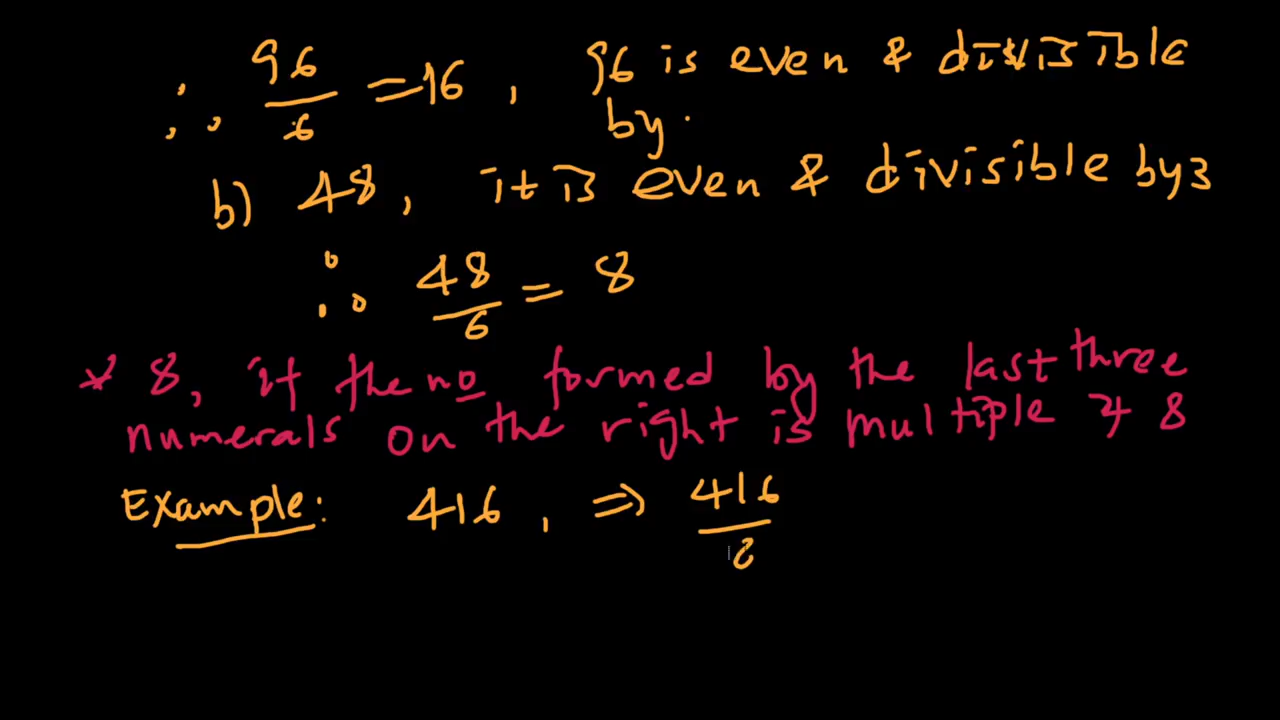 ∴ 96/6 = 16 , 96 is even & divisible by.
b) 48, it is even & divisible by 3
∴ 48/6 = 8
* 8, if the no formed by the last three
numerals on the right is multiple of 8
Example: 416 , ⇒ 416/8